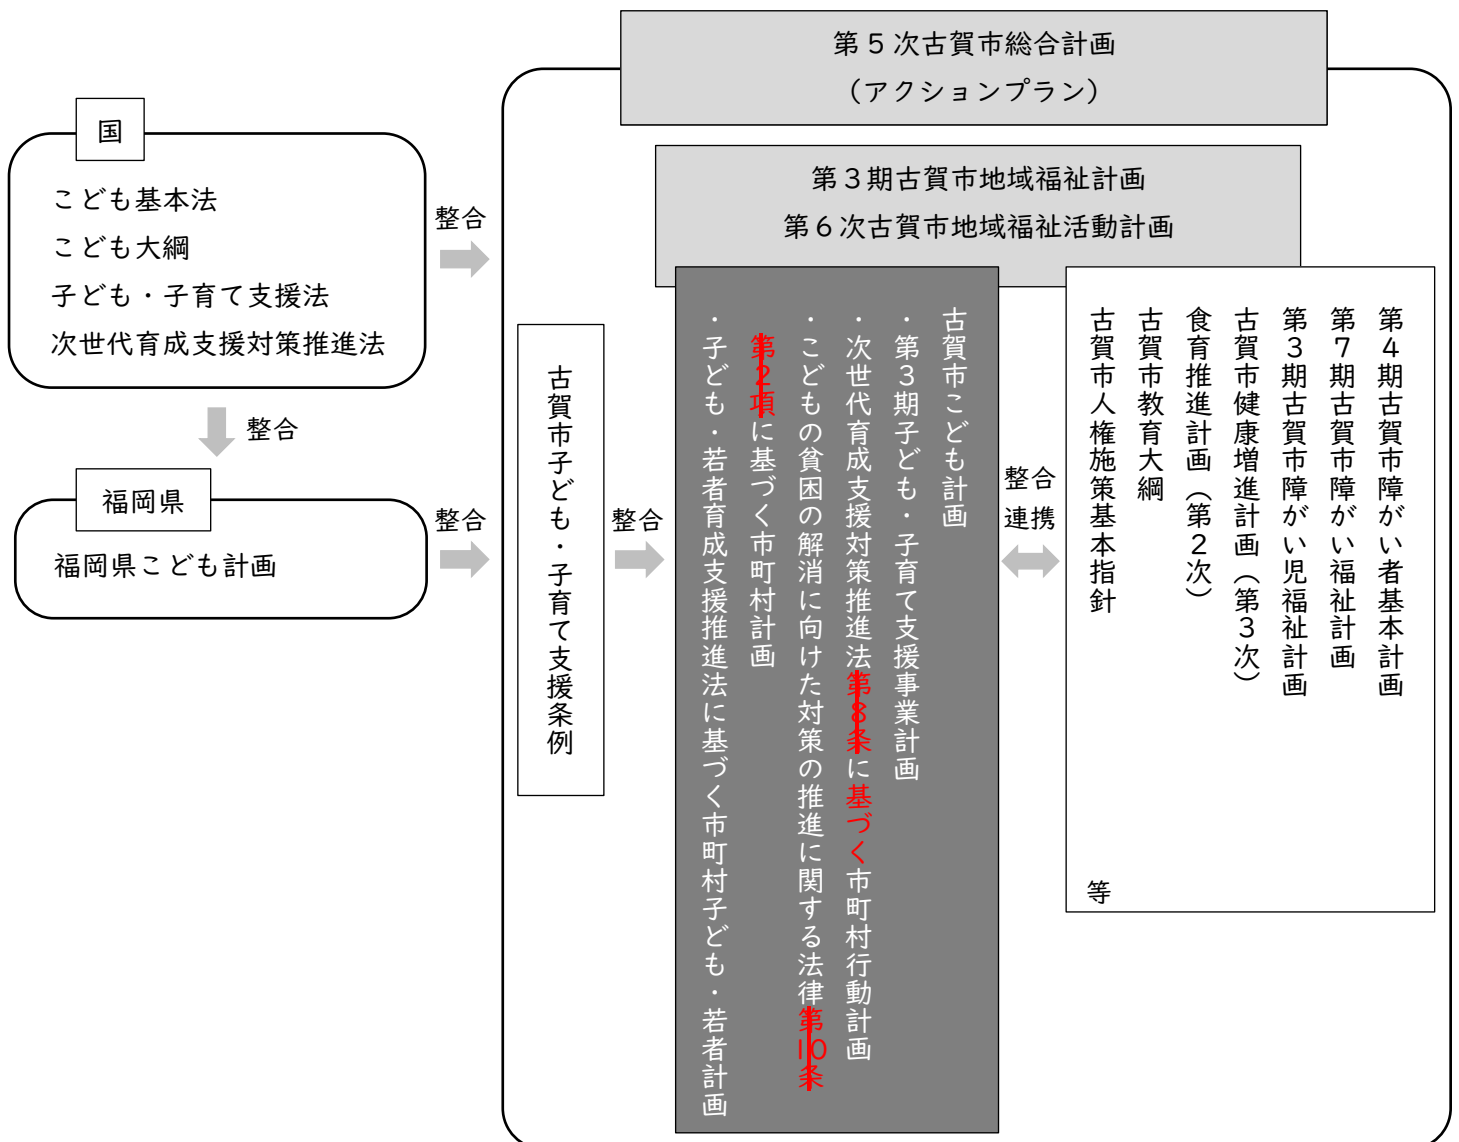 第5次古賀市総合計画
（アクションプラン）
国
こども基本法
こども大綱
子ども・子育て支援法
次世代育成支援対策推進法
整合
整合
福岡県
福岡県こども計画
整合
第3期古賀市地域福祉計画
第6次古賀市地域福祉活動計画
古賀市子ども・子育て支援条例
整合
古賀市こども計画
・第3期子ども・子育て支援事業計画
・次世代育成支援対策推進法第8条に基づく市町村行動計画
・こどもの貧困の解消に向けた対策の推進に関する法律第10条
第2項に基づく市町村計画
・子ども・若者育成支援推進法に基づく市町村子ども・若者計画
整合
連携
第4期古賀市障がい者基本計画
第7期古賀市障がい福祉計画
第3期古賀市障がい児福祉計画
古賀市健康増進計画（第3次）
食育推進計画（第2次）
古賀市教育大綱
古賀市人権施策基本指針
等